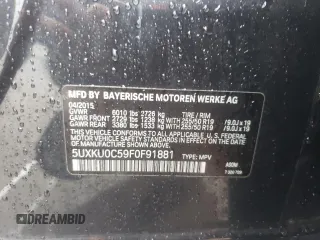 MFD BY BAYERISCHE MOTOREN WERKE AG
04/2015
GVWR 6010 lbs 2726 kg TIRE / RIM
GAWR FRONT 2729 lbs 1238 kg WITH 255/50 R19 / 9.0J x 19
GAWR REAR 3380 lbs 1533 kg WITH 255/50 R19 / 9.0J x 19
THIS VEHICLE CONFORMS TO ALL APPLICABLE U.S. FEDERAL
MOTOR VEHICLE SAFETY STANDARDS IN EFFECT ON THE
DATE OF MANUFACTURE SHOWN ABOVE.
5UXKU0C59F0F91881 TYPE: MPV
DREAMBID